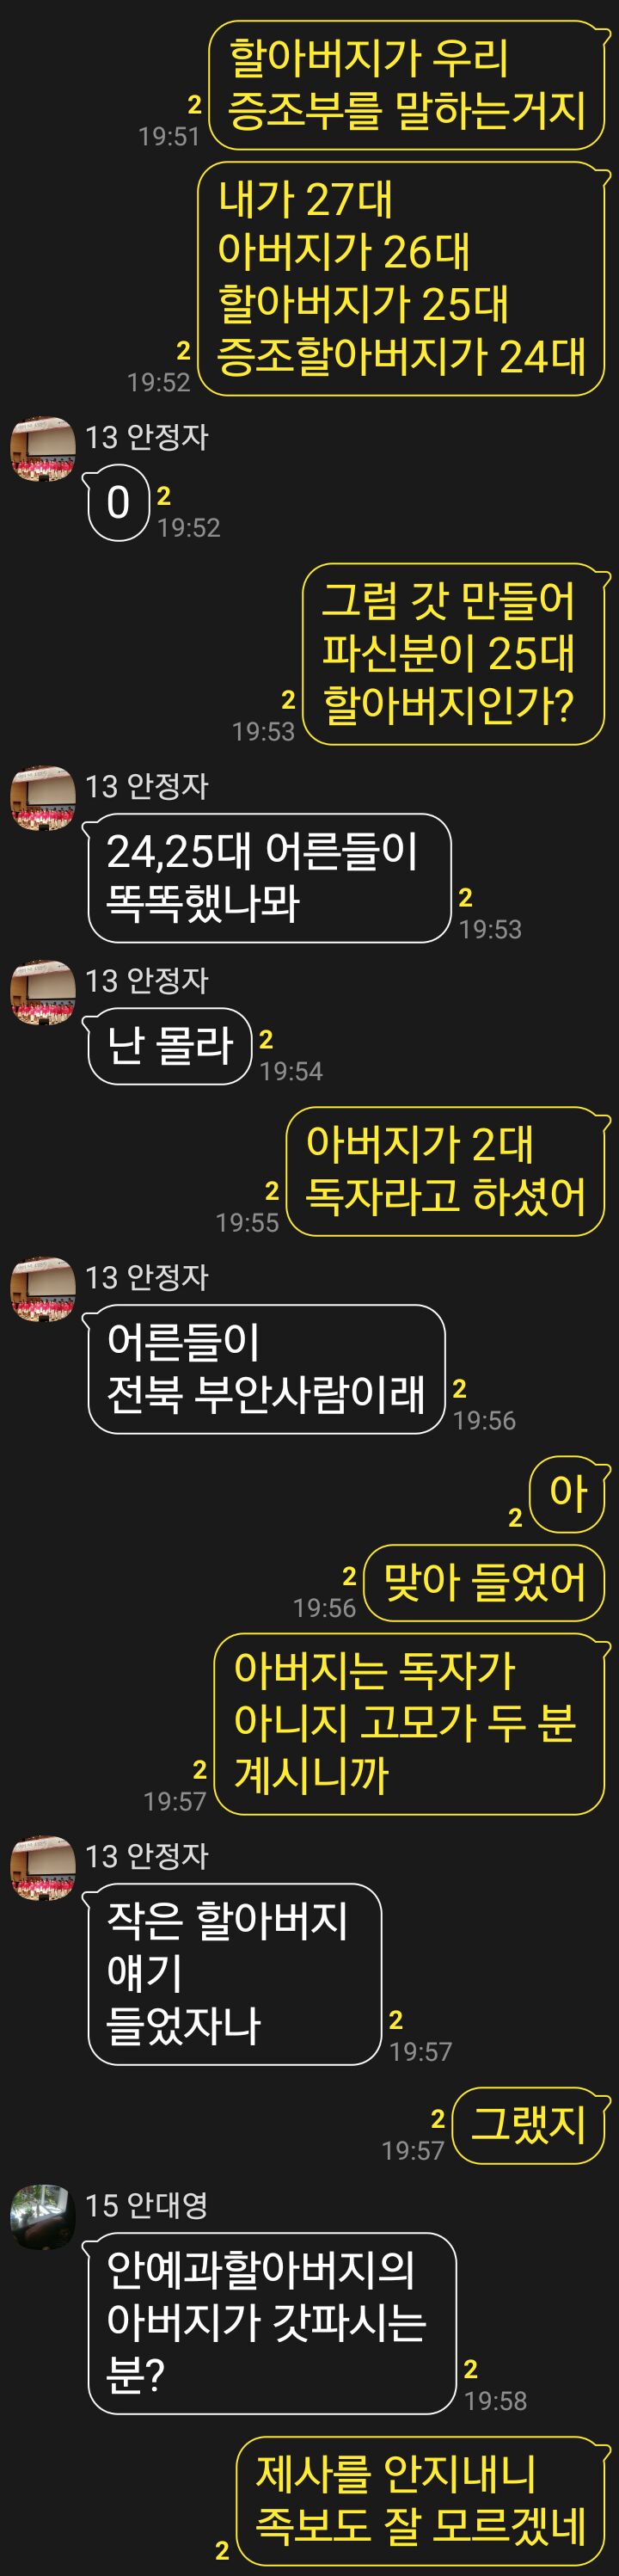 할아버지가 우리
증조부를 말하는거지
2
19:51
내가 27대
아버지가 26대
할아버지가 25대
증조할아버지가 24대
2
19:52
13 안정자
0
2
19:52
그럼 갓 만들어
파신분이 25대
할아버지인가?
2
19:53
13 안정자
24,25대 어른들이
똑똑했나뫄
2
19:53
13 안정자
난 몰라
2
19:54
아버지가 2대
독자라고 하셨어
2
19:55
13 안정자
어른들이
전북 부안사람이래
2
19:56
아
2
맞아 들었어
2
19:56
아버지는 독자가
아니지 고모가 두 분
계시니까
2
19:57
13 안정자
작은 할아버지
얘기
들었자나
2
19:57
그랬지
2
19:57
15 안대영
안예과할아버지의
아버지가 갓파시는
분?
2
19:58
제사를 안지내니
족보도 잘 모르겠네
2